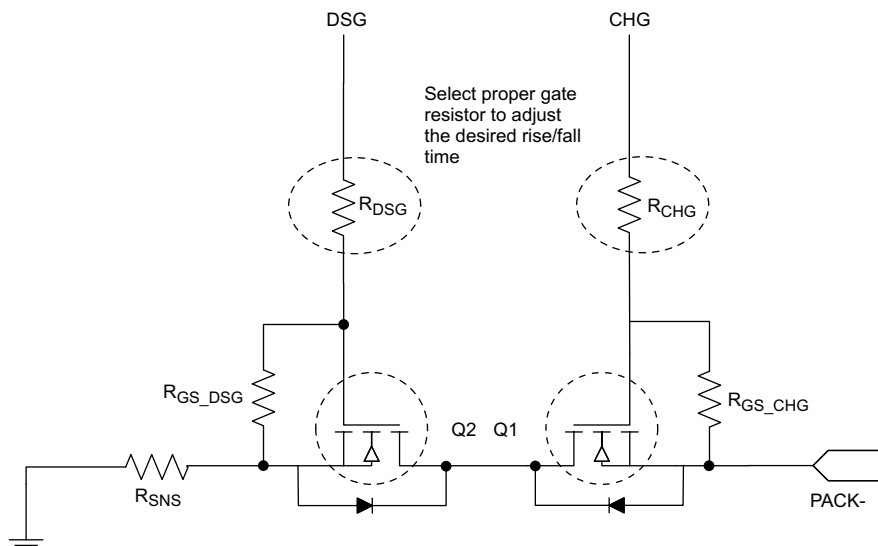 DSG
CHG
Select proper gate
resistor to adjust
the desired rise/fall
time
RDSG
RCHG
RGS_DSG
Q2
Q1
RGS_CHG
RSNS
PACK-